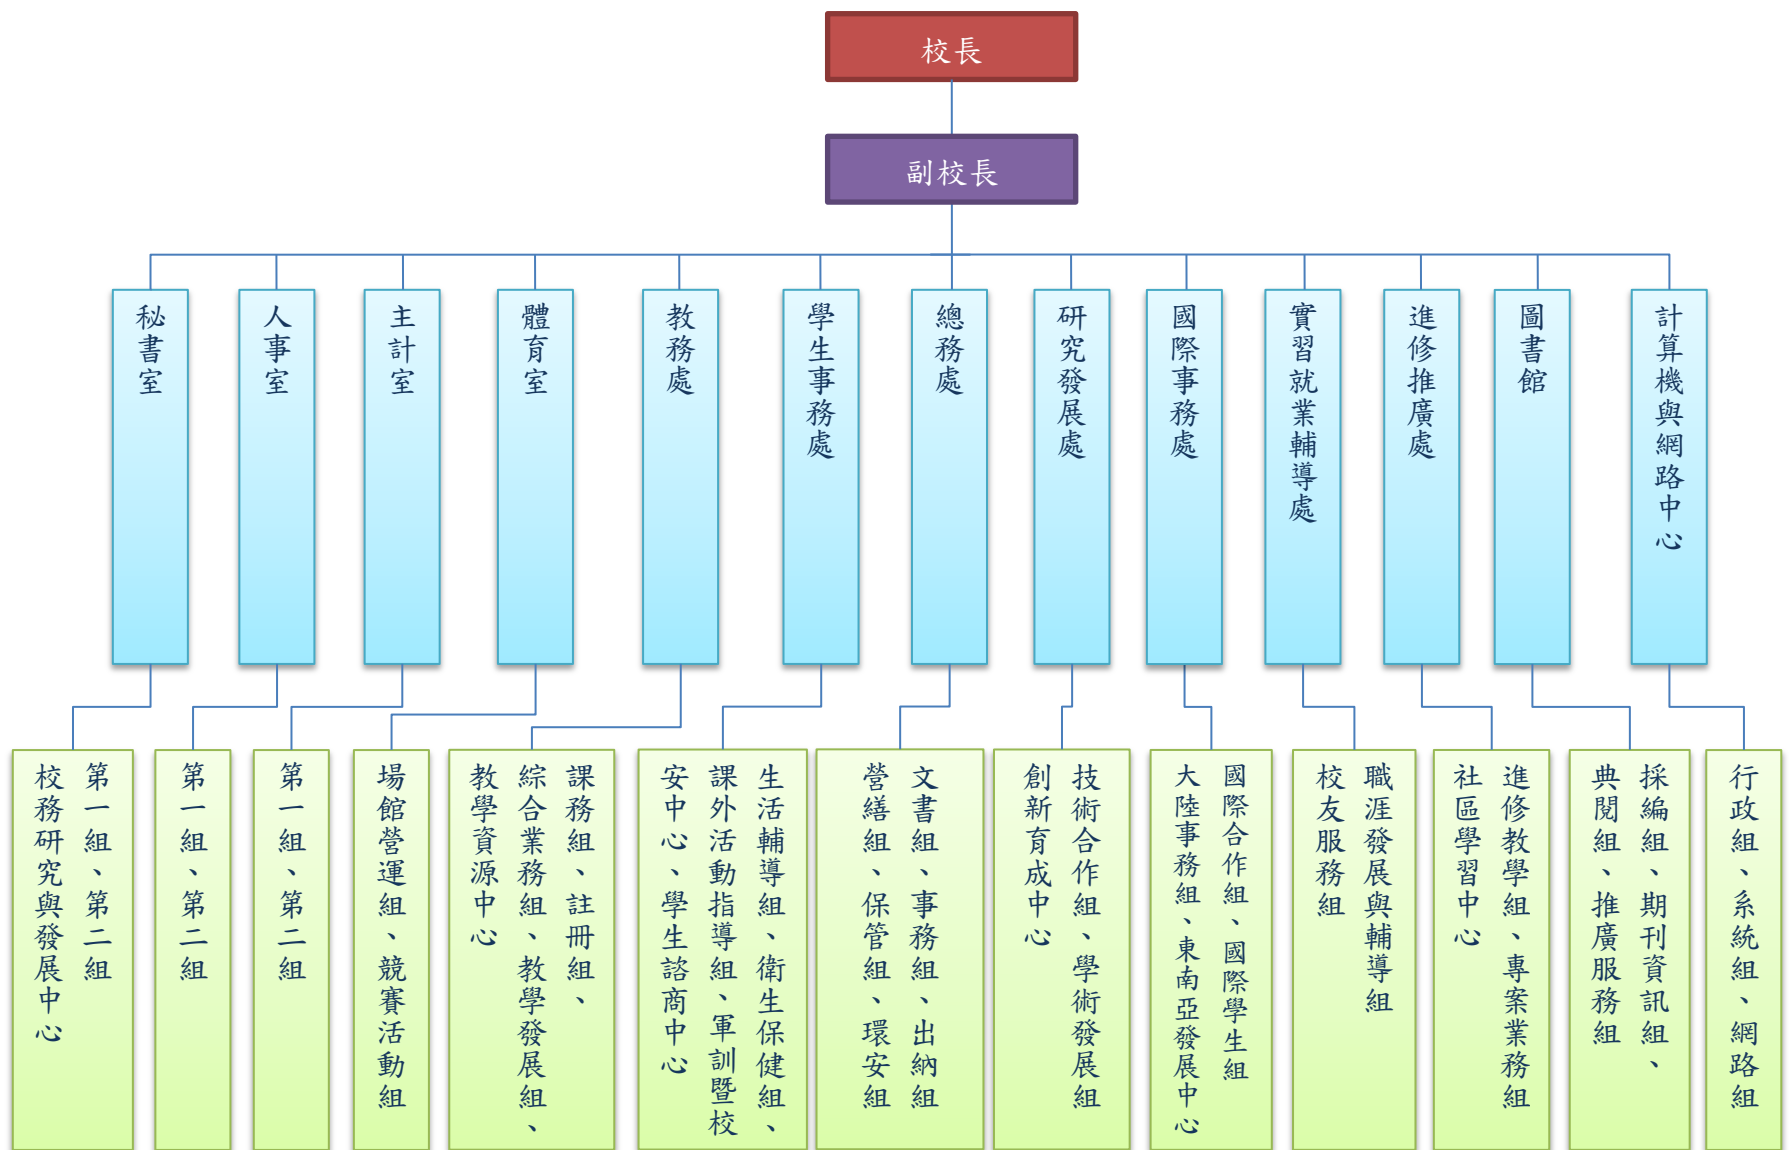 校長
副校長
秘書室
人事室
主計室
體育室
教務處
學生事務處
總務處
研究發展處
國際事務處
實習就業輔導處
進修推廣處
圖書館
計算機與網路中心
第一組、第二組
校務研究與發展中心
第一組、第二組
第一組、第二組
場館營運組、競賽活動組
課務組、註冊組、
綜合業務組、教學發展組、
教學資源中心
生活輔導組、衛生保健組、
課外活動指導組、軍訓暨校
安中心、學生諮商中心
文書組、事務組、出納組
營繕組、保管組、環安組
技術合作組、學術發展組
創新育成中心
國際合作組、國際學生組
大陸事務組、東南亞發展中心
職涯發展與輔導組
校友服務組
進修教學組、專案業務組
社區學習中心
採編組、期刊資訊組、
典閱組、推廣服務組
行政組、系統組、網路組